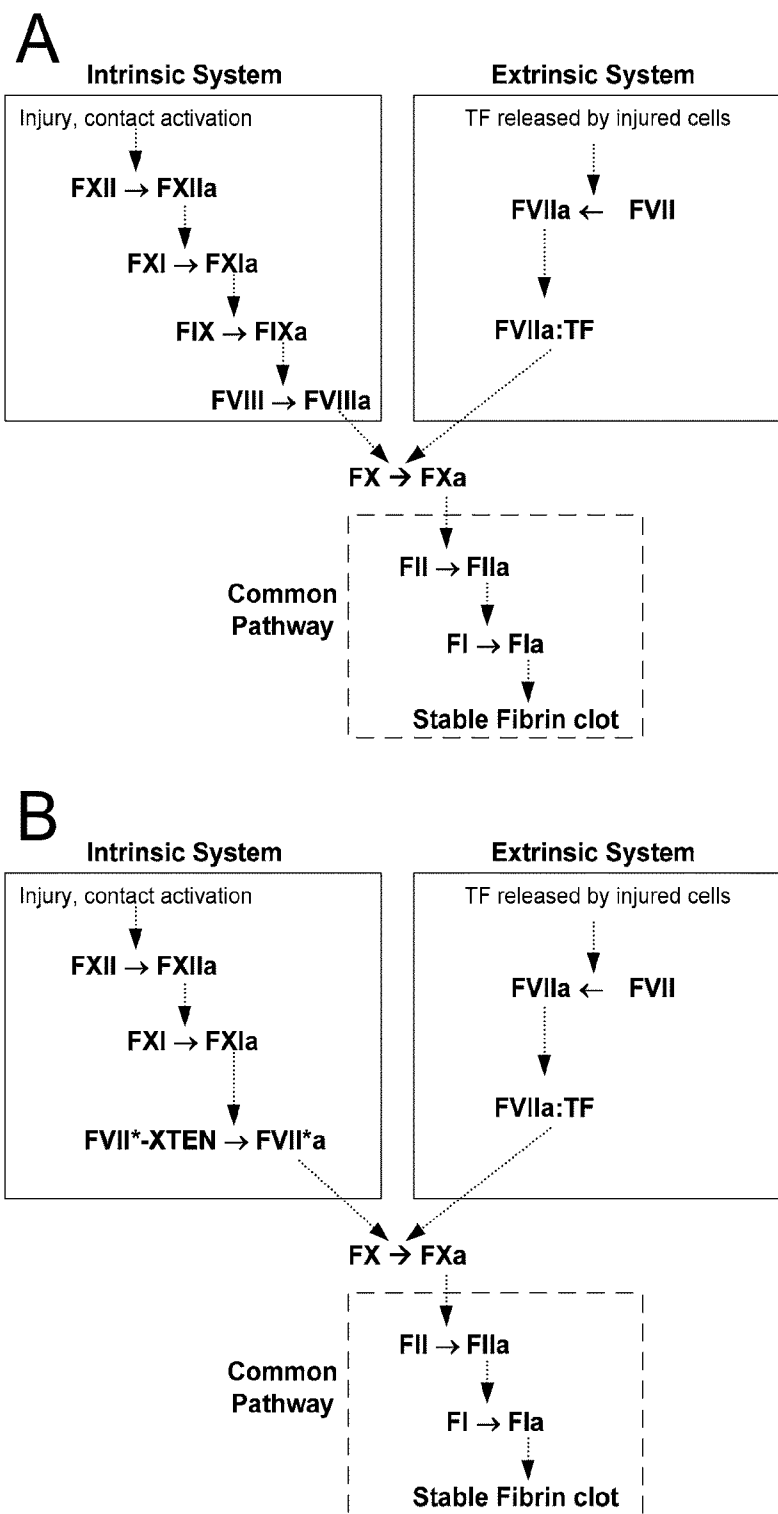 A
Intrinsic System
Extrinsic System
Injury, contact activation
TF released by injured cells
FXII → FXIIa
FVIIa ← FVII
FXI → FXIa
FIX → FIXa
FVIIa:TF
FVIII → FVIIIa
FX → FXa
FII → FIIa
Common
Pathway
FI → FIa
Stable Fibrin clot
B
Intrinsic System
Extrinsic System
Injury, contact activation
TF released by injured cells
FXII → FXIIa
FVIIa ← FVII
FXI → FXIa
FVIIa:TF
FVII*-XTEN → FVII*a
FX → FXa
FII → FIIa
Common
Pathway
FI → FIa
Stable Fibrin clot